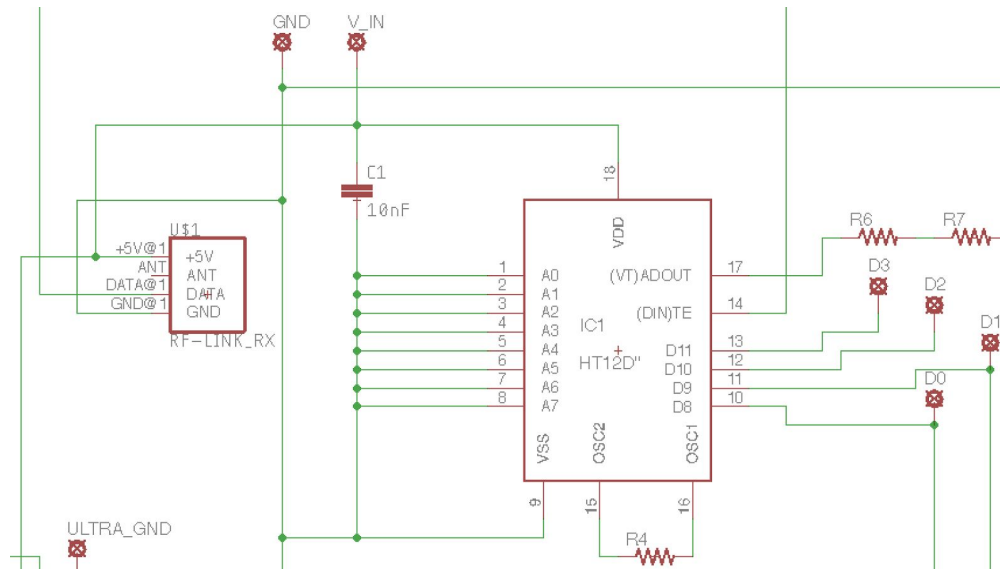 GND
V_IN
C1
10nF
18
VDD
U$1
+5V@1
+5V
ANT
ANT
DATA@1
DATA
GND@1
GND
RF-LINK_RX
1
A0
2
A1
3
A2
4
A3
5
A4
6
A5
7
A6
8
A7
IC1
HT12D"
(VT)ADOUT
17
(DIN)TE
14
D11
13
D10
12
D9
11
D8
10
VSS
9
OSC2
15
OSC1
16
R4
R6
R7
D3
D2
D1
D0
ULTRA_GND